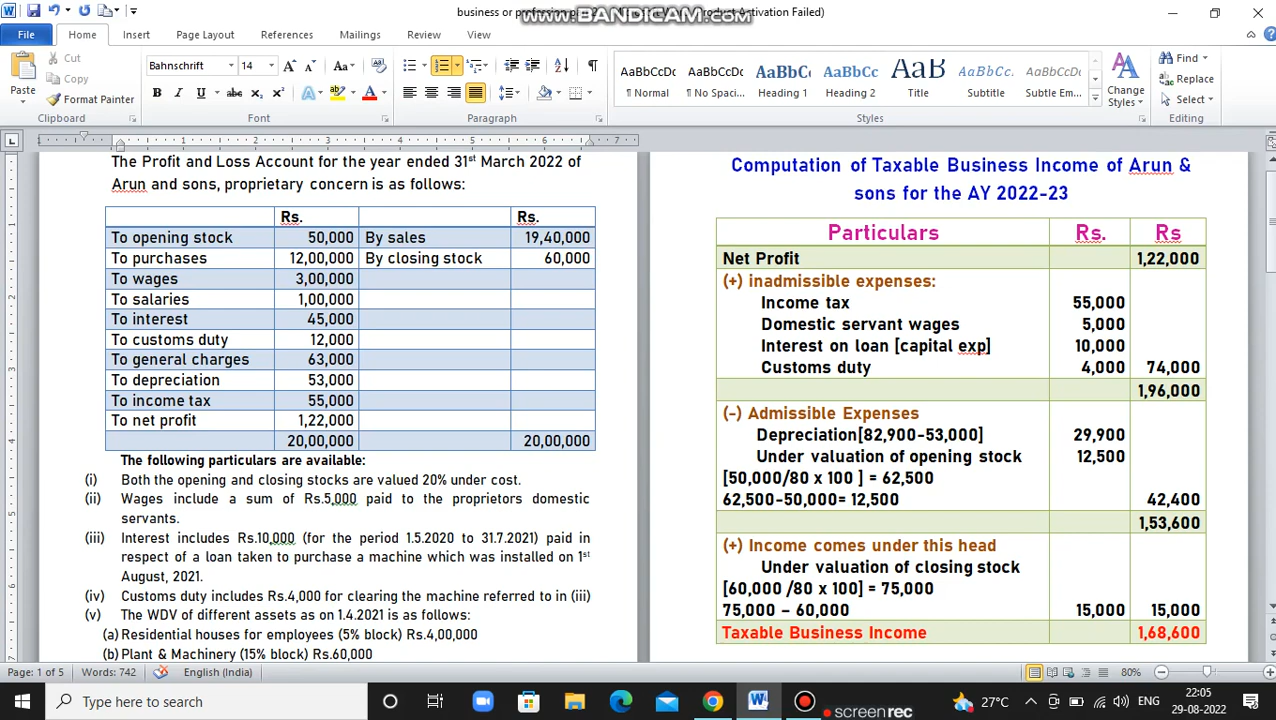 business or profe
Product Activation Failed)
www.BANDICAM.com
File Home Insert Page Layout References Mailings Review View
Paste
Cut
Copy
Format Painter
Clipboard
Bahnschrift 14
Font
Paragraph
AaBbCcDc AaBbCcDc AaBbC AaBbCc AaB AaBbCcD AaBbCcD
¶ Normal ¶ No Spaci... Heading 1 Heading 2 Title Subtitle Subtle Em...
Styles
Change
Styles
Find
Replace
Select
Editing
The Profit and Loss Account for the year ended 31st March 2022 of
Arun and sons, proprietary concern is as follows:
Rs. Rs.
To opening stock 50,000 By sales 19,40,000
To purchases 12,00,000 By closing stock 60,000
To wages 3,00,000
To salaries 1,00,000
To interest 45,000
To customs duty 12,000
To general charges 63,000
To depreciation 53,000
To income tax 55,000
To net profit 1,22,000
20,00,000 20,00,000
The following particulars are available:
(i) Both the opening and closing stocks are valued 20% under cost.
(ii) Wages include a sum of Rs.5,000 paid to the proprietors domestic
servants.
(iii) Interest includes Rs.10,000 (for the period 1.5.2020 to 31.7.2021) paid in
respect of a loan taken to purchase a machine which was installed on 1st
August, 2021.
(iv) Customs duty includes Rs.4,000 for clearing the machine referred to in (iii)
(v) The WDV of different assets as on 1.4.2021 is as follows:
(a) Residential houses for employees (5% block) Rs.4,00,000
(b) Plant & Machinery (15% block) Rs.60,000
Computation of Taxable Business Income of Arun &
sons for the AY 2022-23
Particulars Rs. Rs
Net Profit 1,22,000
(+) inadmissible expenses:
Income tax 55,000
Domestic servant wages 5,000
Interest on loan [capital exp] 10,000
Customs duty 4,000 74,000
1,96,000
(-) Admissible Expenses
Depreciation[82,900-53,000] 29,900
Under valuation of opening stock 12,500
[50,000/80 x 100 ] = 62,500
62,500-50,000= 12,500 42,400
1,53,600
(+) Income comes under this head
Under valuation of closing stock
[60,000 /80 x 100] = 75,000
75,000 – 60,000 15,000 15,000
Taxable Business Income 1,68,600
Page: 1 of 5 Words: 742 English (India) 80%
Type here to search
screen rec
27°C ENG
22:05
29-08-2022